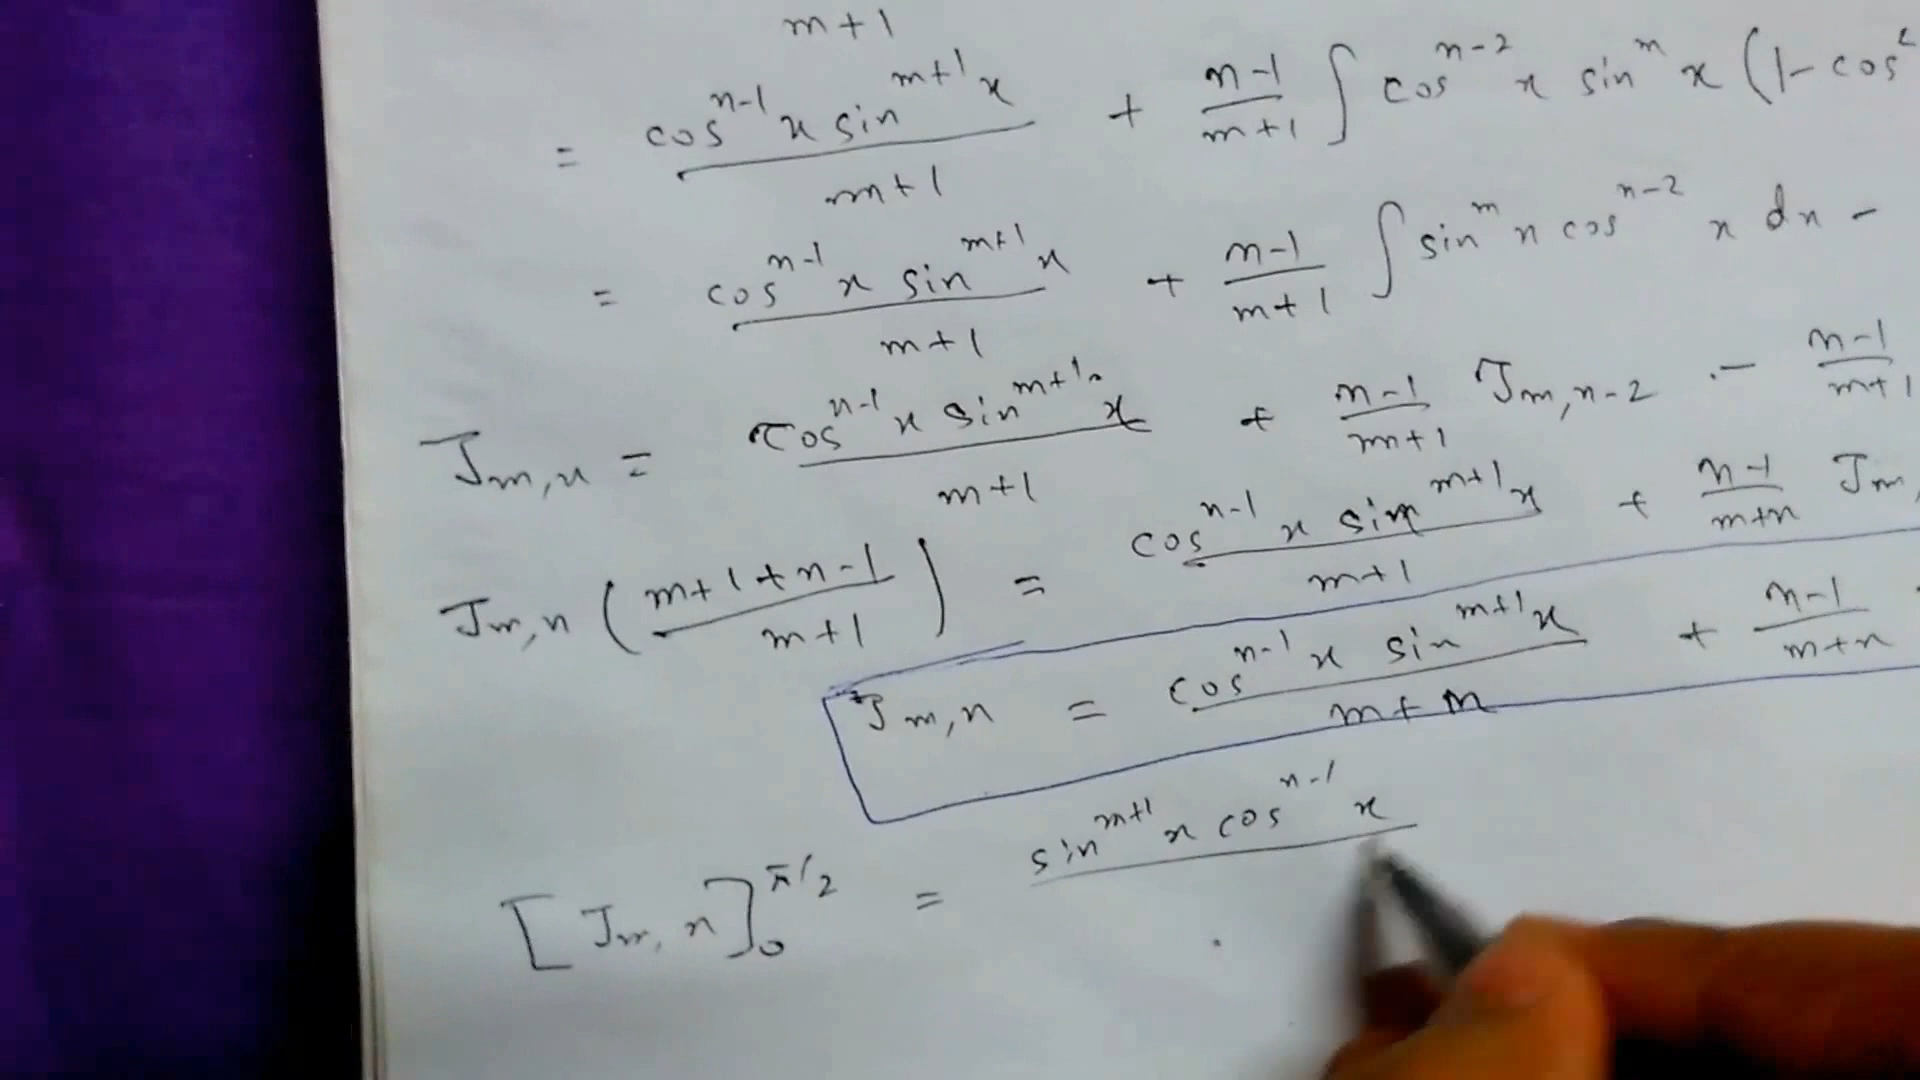 m+1
= cos^{n-1} x sin^{m+1} x / m+1 + n-1 / m+1 ∫ cos^{n-2} x sin^m x (1 - cos^2
= cos^{n-1} x sin^{m+1} x / m+1 + n-1 / m+1 ∫ sin^m x cos^{n-2} x dx -
J_{m,n} = cos^{n-1} x sin^{m+1} x / m+1 + n-1 / m+1 J_{m,n-2} - n-1 / m+1
J_{m,n} ( m+1+n-1 / m+1 ) = cos^{n-1} x sin^{m+1} x / m+1 + n-1 / m+n J_{m,
J_{m,n} = cos^{n-1} x sin^{m+1} x / m+n + n-1 / m+n
[ J_{m,n} ]_0^{π/2} = sin^{m+1} x cos^{n-1} x